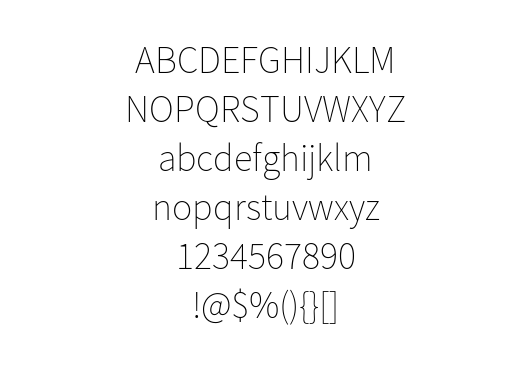 ABCDEFGHIJKLM
NOPQRSTUVWXYZ
abcdefghijklm
nopqrstuvwxyz
1234567890
!@$%(){}[]